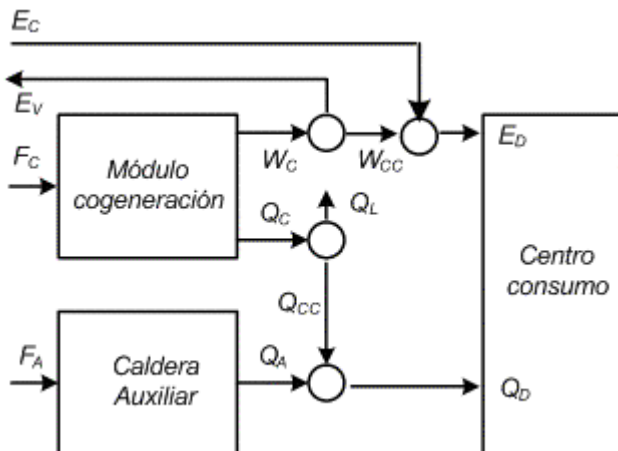 E_C
E_V
F_C
Módulo
cogeneración
W_C
W_CC
E_D
Q_C
Q_L
Centro
consumo
Q_CC
F_A
Caldera
Auxiliar
Q_A
Q_D